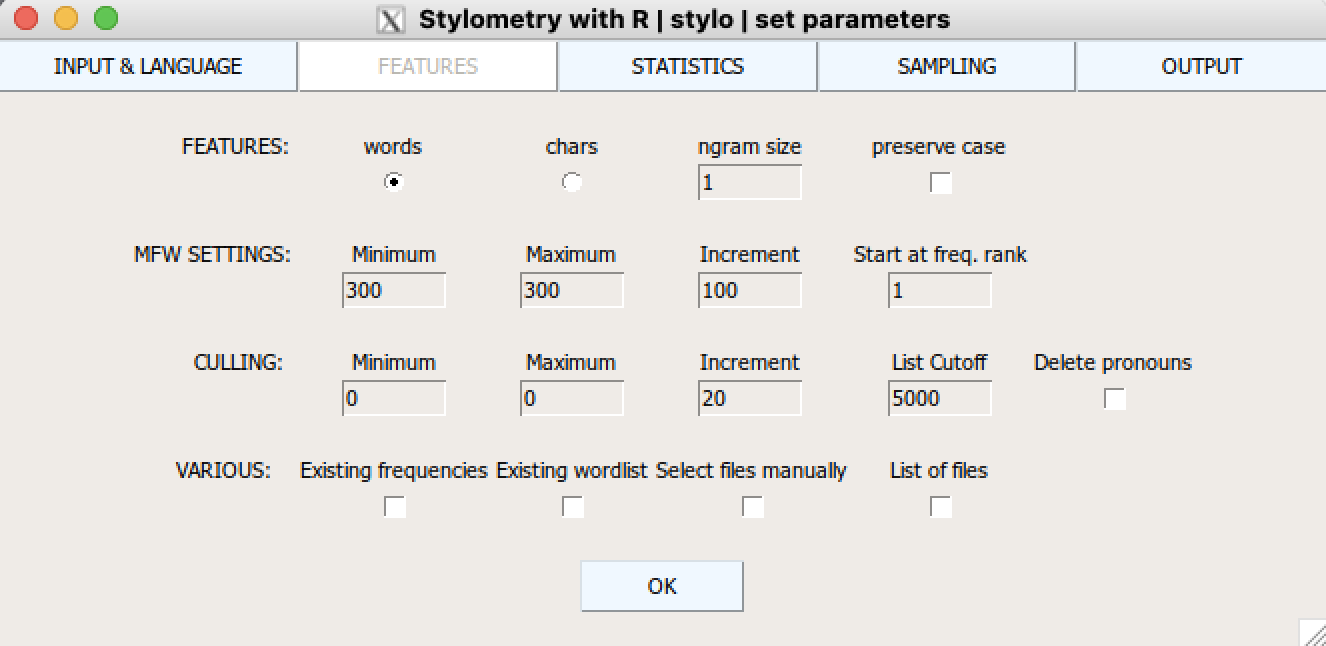 Stylometry with R | stylo | set parameters
INPUT & LANGUAGE FEATURES STATISTICS SAMPLING OUTPUT
FEATURES: words chars ngram size preserve case
1
MFW SETTINGS: Minimum Maximum Increment Start at freq. rank
300 300 100 1
CULLING: Minimum Maximum Increment List Cutoff Delete pronouns
0 0 20 5000
VARIOUS: Existing frequencies Existing wordlist Select files manually List of files
OK